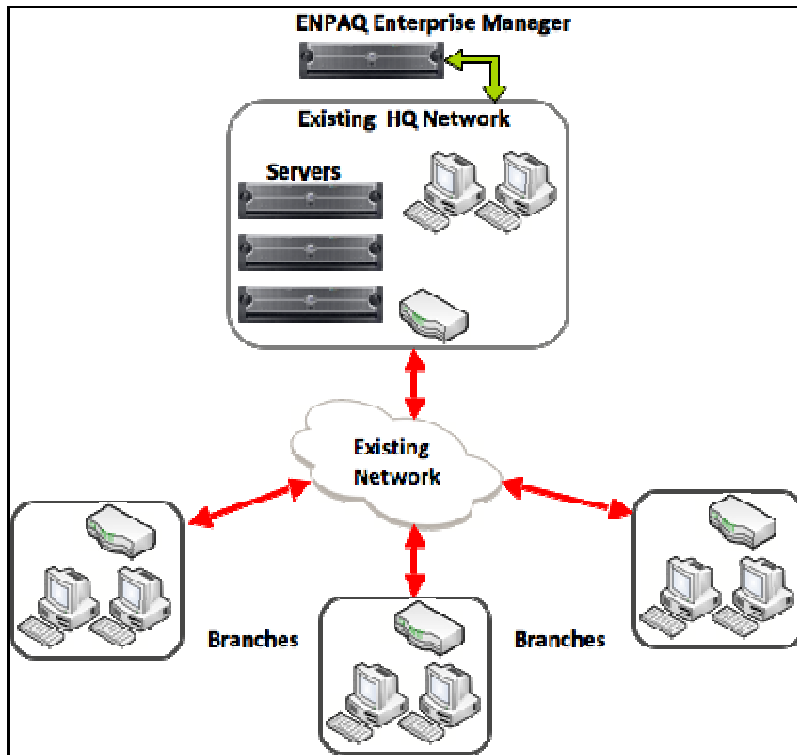 ENPAQ Enterprise Manager
Existing HQ Network
Servers
Existing
Network
Branches
Branches